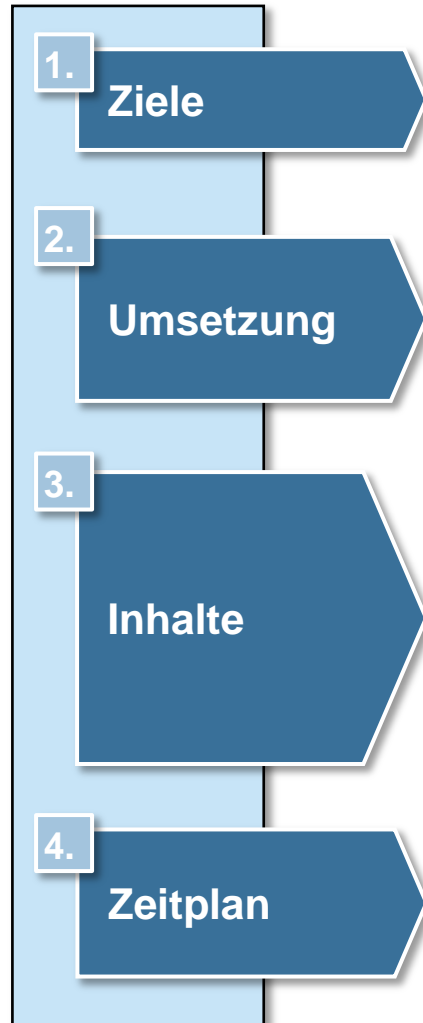 1.
Ziele
2.
Umsetzung
3.
Inhalte
4.
Zeitplan